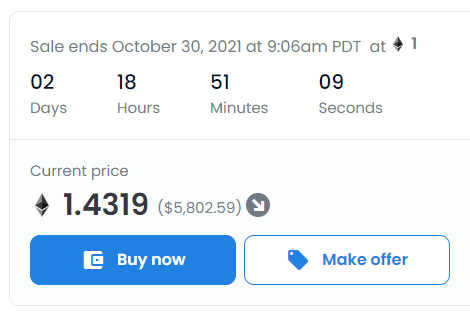 Sale ends October 30, 2021 at 9:06am PDT at 1
02 18 51 09
Days Hours Minutes Seconds
Current price
1.4319 ($5,802.59)
Buy now Make offer